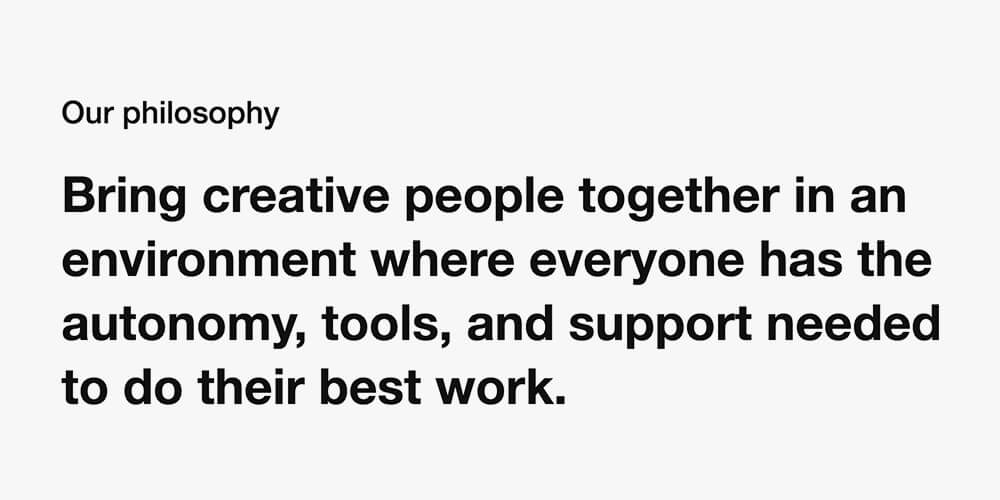 Our philosophy
Bring creative people together in an
environment where everyone has the
autonomy, tools, and support needed
to do their best work.